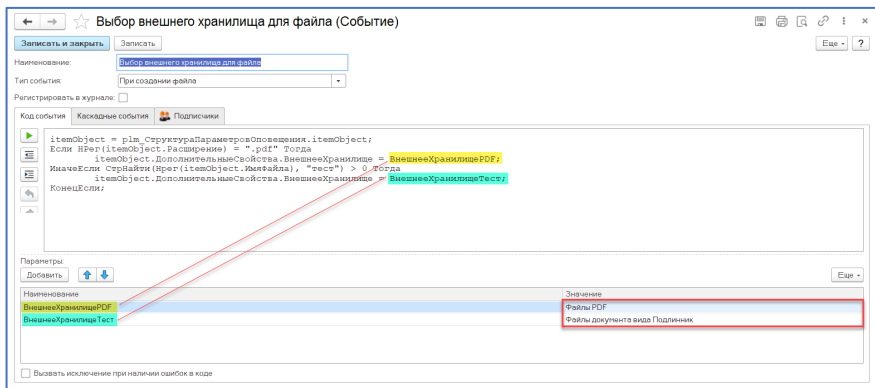 Выбор внешнего хранилища для файла (Событие)
Записать и закрыть Записать Еще ?
Наименование: Выбор внешнего хранилища для файла
Тип события: При создании файла
Регистрировать в журнале:
Код события Каскадные события Подписчики
itemObject = plm_СтруктураПараметровОповещения.itemObject;
Если НРег(itemObject.Расширение) = ".pdf" Тогда
itemObject.ДополнительныеСвойства.ВнешнееХранилище = ВнешнееХранилищеPDF;
ИначеЕсли СтрНайти(Нрег(itemObject.ИмяФайла), "тест") > 0 Тогда
itemObject.ДополнительныеСвойства.ВнешнееХранилище = ВнешнееХранилищеТест;
КонецЕсли;
Параметры:
Добавить Еще
Наименование Значение
ВнешнееХранилищеPDF Файлы PDF
ВнешнееХранилищеТест Файлы документа вида Подлинник
Вызвать исключение при наличии ошибок в коде